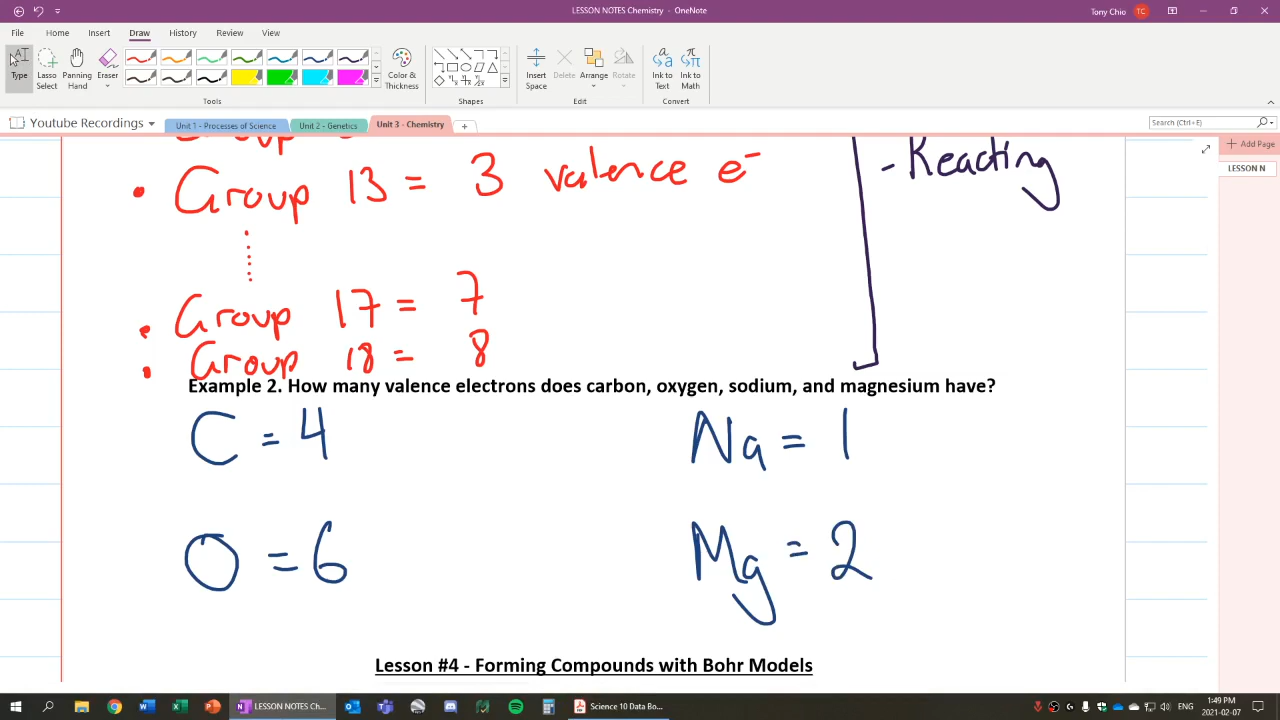 LESSON NOTES Chemistry - OneNote
Tony Chio TC
File Home Insert Draw History Review View
Type
Lasso Select
Panning Hand
Eraser
Color & Thickness
Insert Space
Delete
Arrange
Rotate
Ink to Text
Ink to Math
Tools Shapes Edit Convert
Youtube Recordings
Unit 1 - Processes of Science Unit 2 - Genetics Unit 3 - Chemistry
Search (Ctrl+E)
Add Page
LESSON N
- Reacting
• Group 13 = 3 valence e-
• Group 17 = 7
• Group 18 = 8
Example 2. How many valence electrons does carbon, oxygen, sodium, and magnesium have?
C = 4 Na = 1
O = 6 Mg = 2
Lesson #4 - Forming Compounds with Bohr Models
LESSON NOTES Ch...
Science 10 Data Bo...
ENG
1:49 PM
2021-02-07